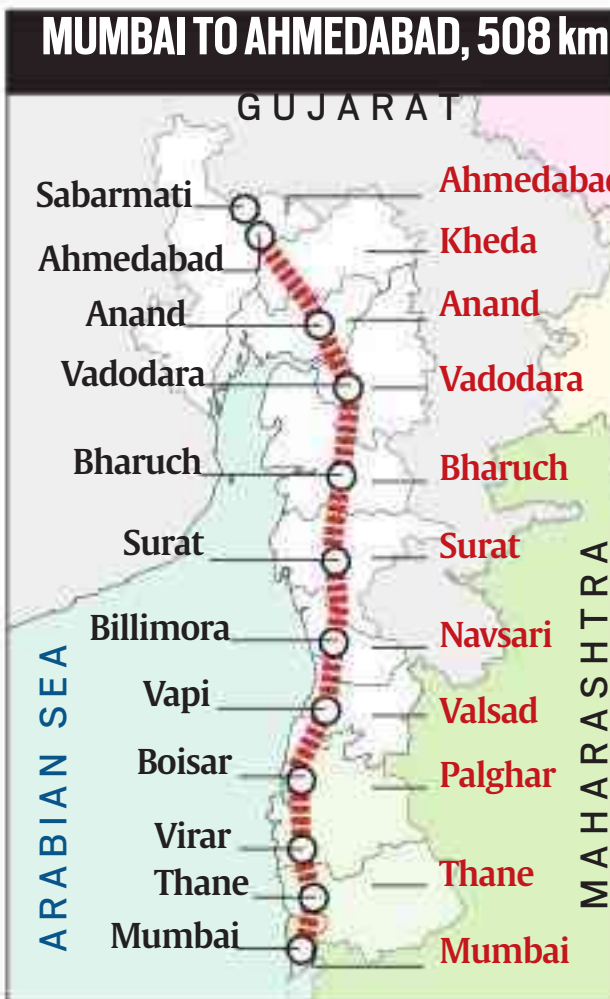 MUMBAI TO AHMEDABAD, 508 km
GUJARAT
Sabarmati
Ahmedabad
Anand
Vadodara
Bharuch
Surat
Billimora
Vapi
Boisar
Virar
Thane
Mumbai
Ahmedabad
Kheda
Anand
Vadodara
Bharuch
Surat
Navsari
Valsad
Palghar
Thane
Mumbai
ARABIAN SEA
MAHARASHTRA